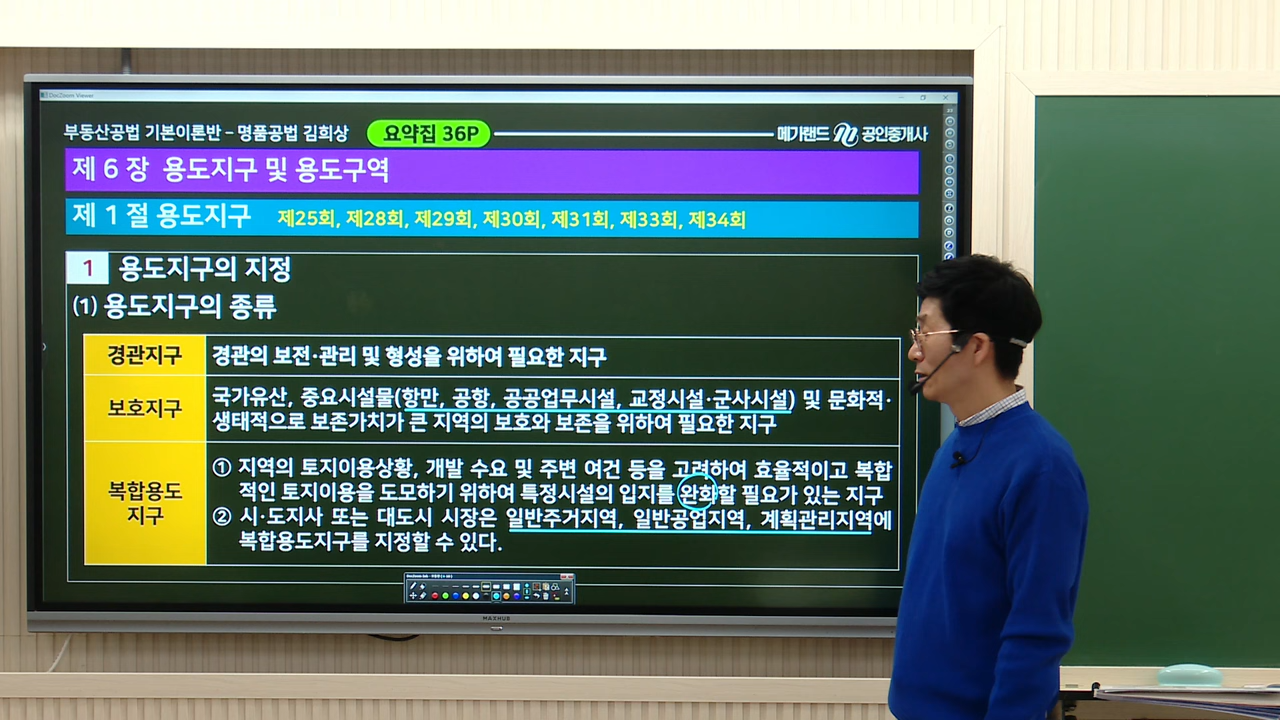 DocZoom Viewer
부동산공법 기본이론반 - 명품공법 김희상 요약집 36P 메가랜드 공인중개사
제 6 장 용도지구 및 용도구역
제 1 절 용도지구 제25회, 제28회, 제29회, 제30회, 제31회, 제33회, 제34회
1 용도지구의 지정
(1) 용도지구의 종류
경관지구 경관의 보전·관리 및 형성을 위하여 필요한 지구
보호지구
국가유산, 중요시설물(항만, 공항, 공공업무시설, 교정시설·군사시설) 및 문화적·
생태적으로 보존가치가 큰 지역의 보호와 보존을 위하여 필요한 지구
복합용도
지구
① 지역의 토지이용상황, 개발 수요 및 주변 여건 등을 고려하여 효율적이고 복합
적인 토지이용을 도모하기 위하여 특정시설의 입지를 완화할 필요가 있는 지구
② 시·도지사 또는 대도시 시장은 일반주거지역, 일반공업지역, 계획관리지역에
복합용도지구를 지정할 수 있다.
MAXHUB